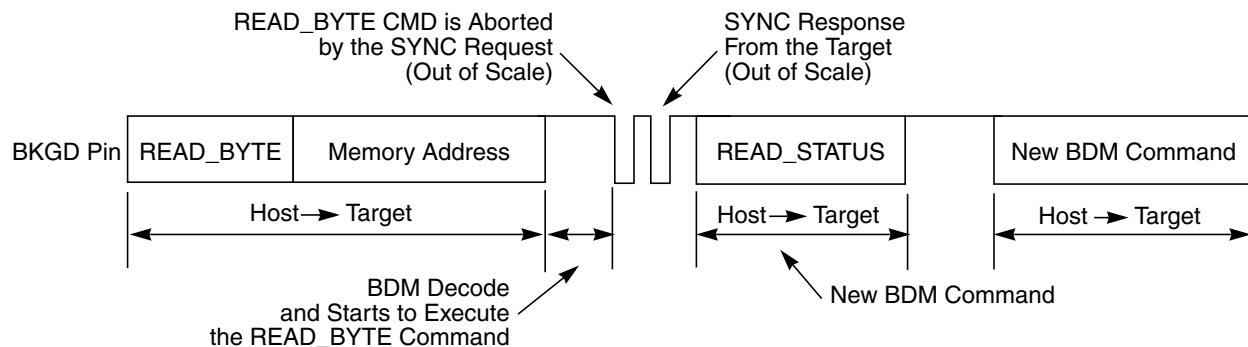 READ_BYTE CMD is Aborted
by the SYNC Request
(Out of Scale)
SYNC Response
From the Target
(Out of Scale)
BKGD Pin
READ_BYTE
Memory Address
READ_STATUS
New BDM Command
Host → Target
Host → Target
Host → Target
BDM Decode
and Starts to Execute
the READ_BYTE Command
New BDM Command